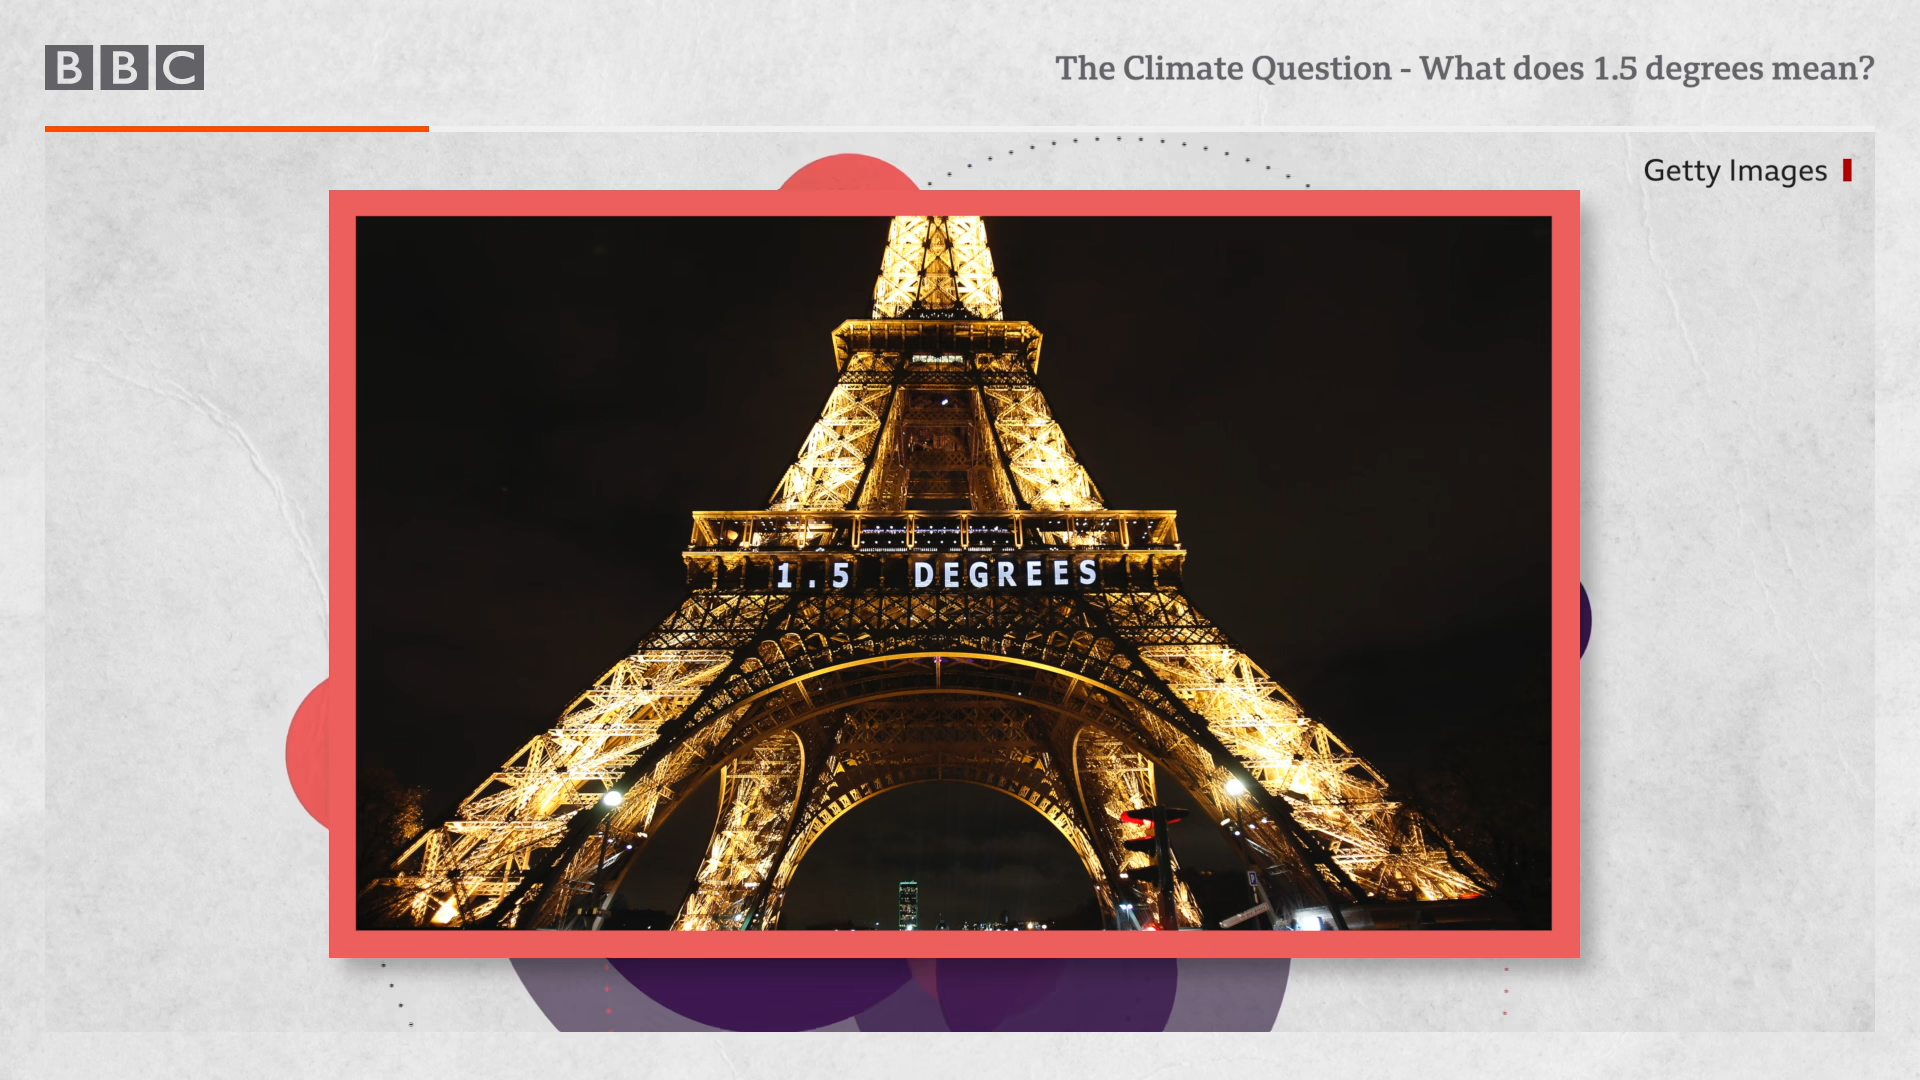 BBC
The Climate Question - What does 1.5 degrees mean?
Getty Images
1.5 DEGREES